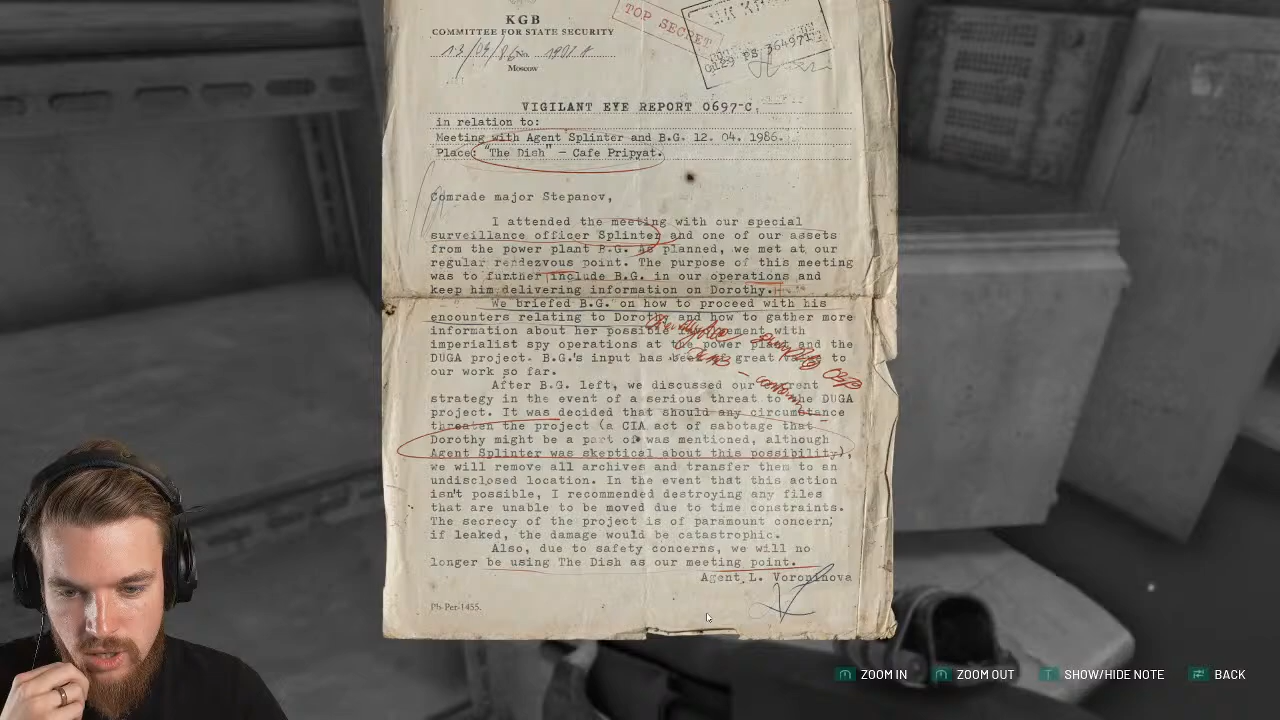 KGB
COMMITTEE FOR STATE SECURITY
TOP SECRET
No.
Moscow
VIGILANT EYE REPORT 0697-C,
in relation to:
Meeting with Agent Splinter and B.G. 12. 04. 1986.
Place: "The Dish" - Cafe Pripyat.
Comrade major Stepanov,
I attended the meeting with our special
surveillance officer Splinter and one of our assets
from the power plant B.G. As planned, we met at our
regular rendezvous point. The purpose of this meeting
was to further include B.G. in our operations and
keep him delivering information on Dorothy.
We briefed B.G. on how to proceed with his
encounters relating to Dorothy and how to gather more
information about her possible involvement with
imperialist spy operations at the power plant and the
DUGA project. B.G.'s input has been of great value to
our work so far.
After B.G. left, we discussed our current
strategy in the event of a serious threat to the DUGA
project. It was decided that should any circumstance
threaten the project (a CIA act of sabotage that
Dorothy might be a part of was mentioned, although
Agent Splinter was skeptical about this possibility),
we will remove all archives and transfer them to an
undisclosed location. In the event that this action
isn't possible, I recommended destroying any files
that are unable to be moved due to time constraints.
The secrecy of the project is of paramount concern;
if leaked, the damage would be catastrophic.
Also, due to safety concerns, we will no
longer be using The Dish as our meeting point.
Agent L. Voroninova
Pb-Per-1455.
ZOOM IN ZOOM OUT T SHOW/HIDE NOTE BACK